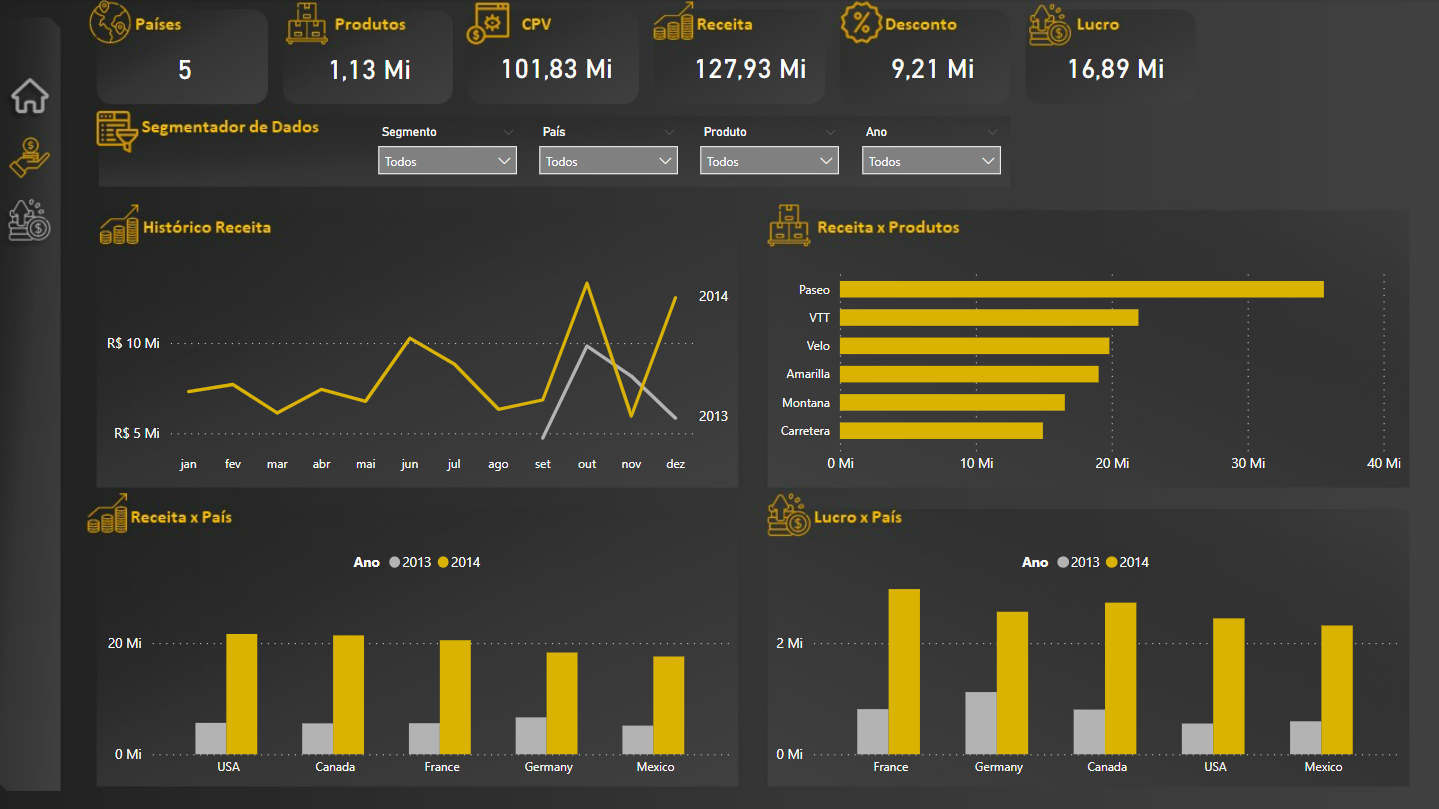 Países
5
Produtos
1,13 Mi
CPV
101,83 Mi
Receita
127,93 Mi
Desconto
9,21 Mi
Lucro
16,89 Mi
Segmentador de Dados
Segmento
Todos
País
Todos
Produto
Todos
Ano
Todos
Histórico Receita
R$ 10 Mi
R$ 5 Mi
2014
2013
jan fev mar abr mai jun jul ago set out nov dez
Receita x Produtos
Paseo
VTT
Velo
Amarilla
Montana
Carretera
0 Mi 10 Mi 20 Mi 30 Mi 40 Mi
Receita x País
Ano 2013 2014
20 Mi
0 Mi
USA Canada France Germany Mexico
Lucro x País
Ano 2013 2014
2 Mi
0 Mi
France Germany Canada USA Mexico